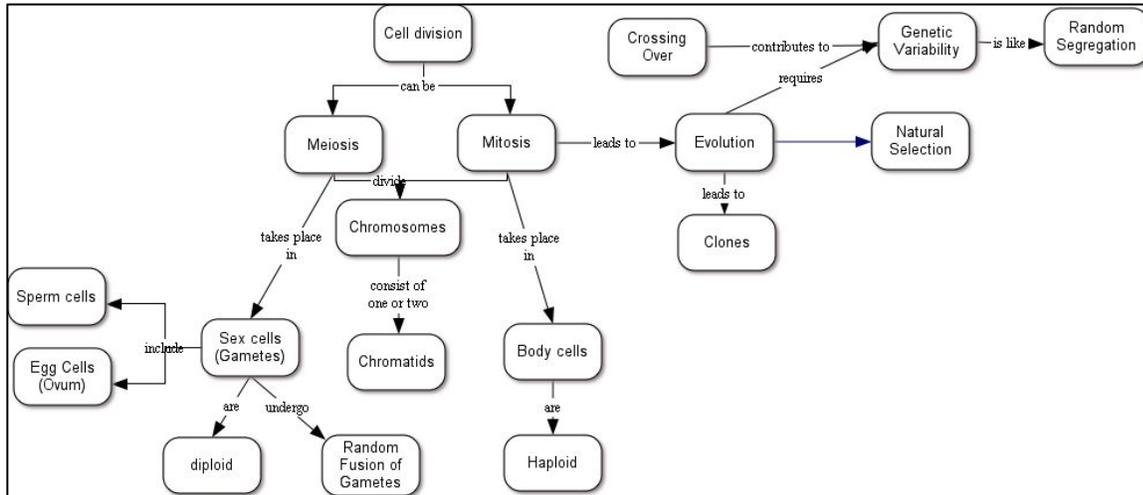 Cell division
Crossing
Over
contributes to
Genetic
Variability
is like
Random
Segregation
can be
requires
Meiosis
Mitosis
leads to
Evolution
Natural
Selection
divide
leads to
Chromosomes
Clones
takes place
in
takes place
in
consist of
one or two
Sperm cells
include
Sex cells
(Gametes)
Chromatids
Body cells
Egg Cells
(Ovum)
are
undergo
are
diploid
Random
Fusion of
Gametes
Haploid